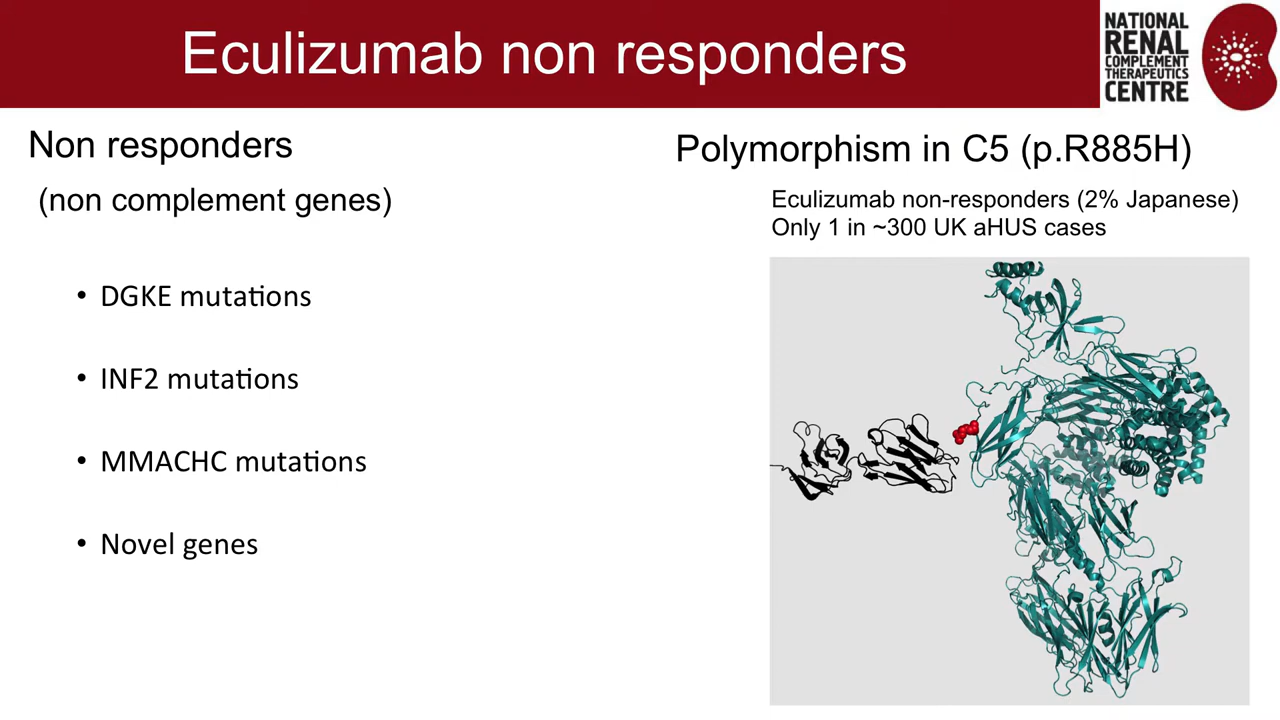 Eculizumab non responders
NATIONAL
RENAL
COMPLEMENT
THERAPEUTICS
CENTRE
Non responders
(non complement genes)
• DGKE mutations
• INF2 mutations
• MMACHC mutations
• Novel genes
Polymorphism in C5 (p.R885H)
Eculizumab non-responders (2% Japanese)
Only 1 in ~300 UK aHUS cases